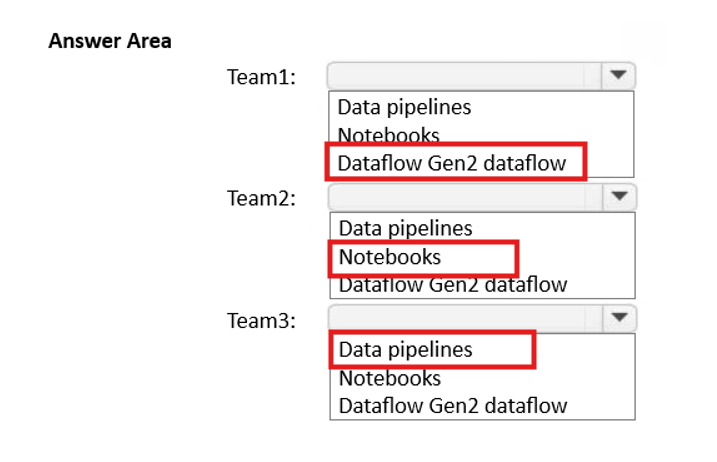 Answer Area
Team1:
Data pipelines
Notebooks
Dataflow Gen2 dataflow
Team2:
Data pipelines
Notebooks
Dataflow Gen2 dataflow
Team3:
Data pipelines
Notebooks
Dataflow Gen2 dataflow